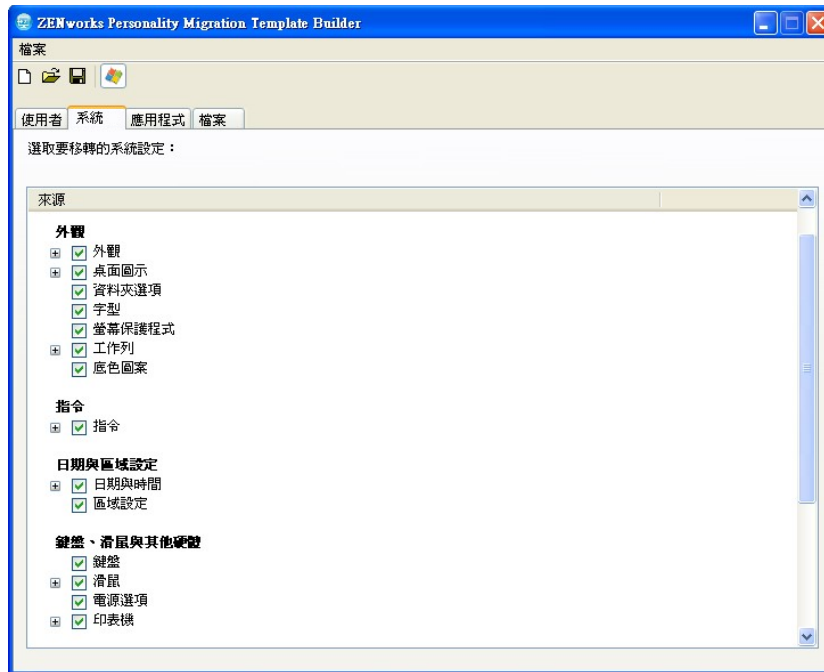 ZENworks Personality Migration Template Builder
檔案
使用者 系統 應用程式 檔案
選取要移轉的系統設定：
來源
外觀
外觀
桌面圖示
資料夾選項
字型
螢幕保護程式
工作列
底色圖案
指令
指令
日期與區域設定
日期與時間
區域設定
鍵盤、滑鼠與其他硬體
鍵盤
滑鼠
電源選項
印表機